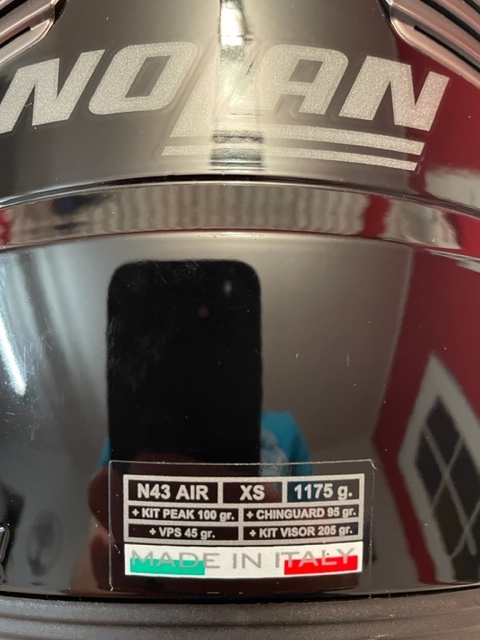 NOLAN
N43 AIR XS 1175 g.
+ KIT PEAK 100 gr. + CHINGUARD 95 gr.
+ VPS 45 gr. + KIT VISOR 205 gr.
MADE IN ITALY